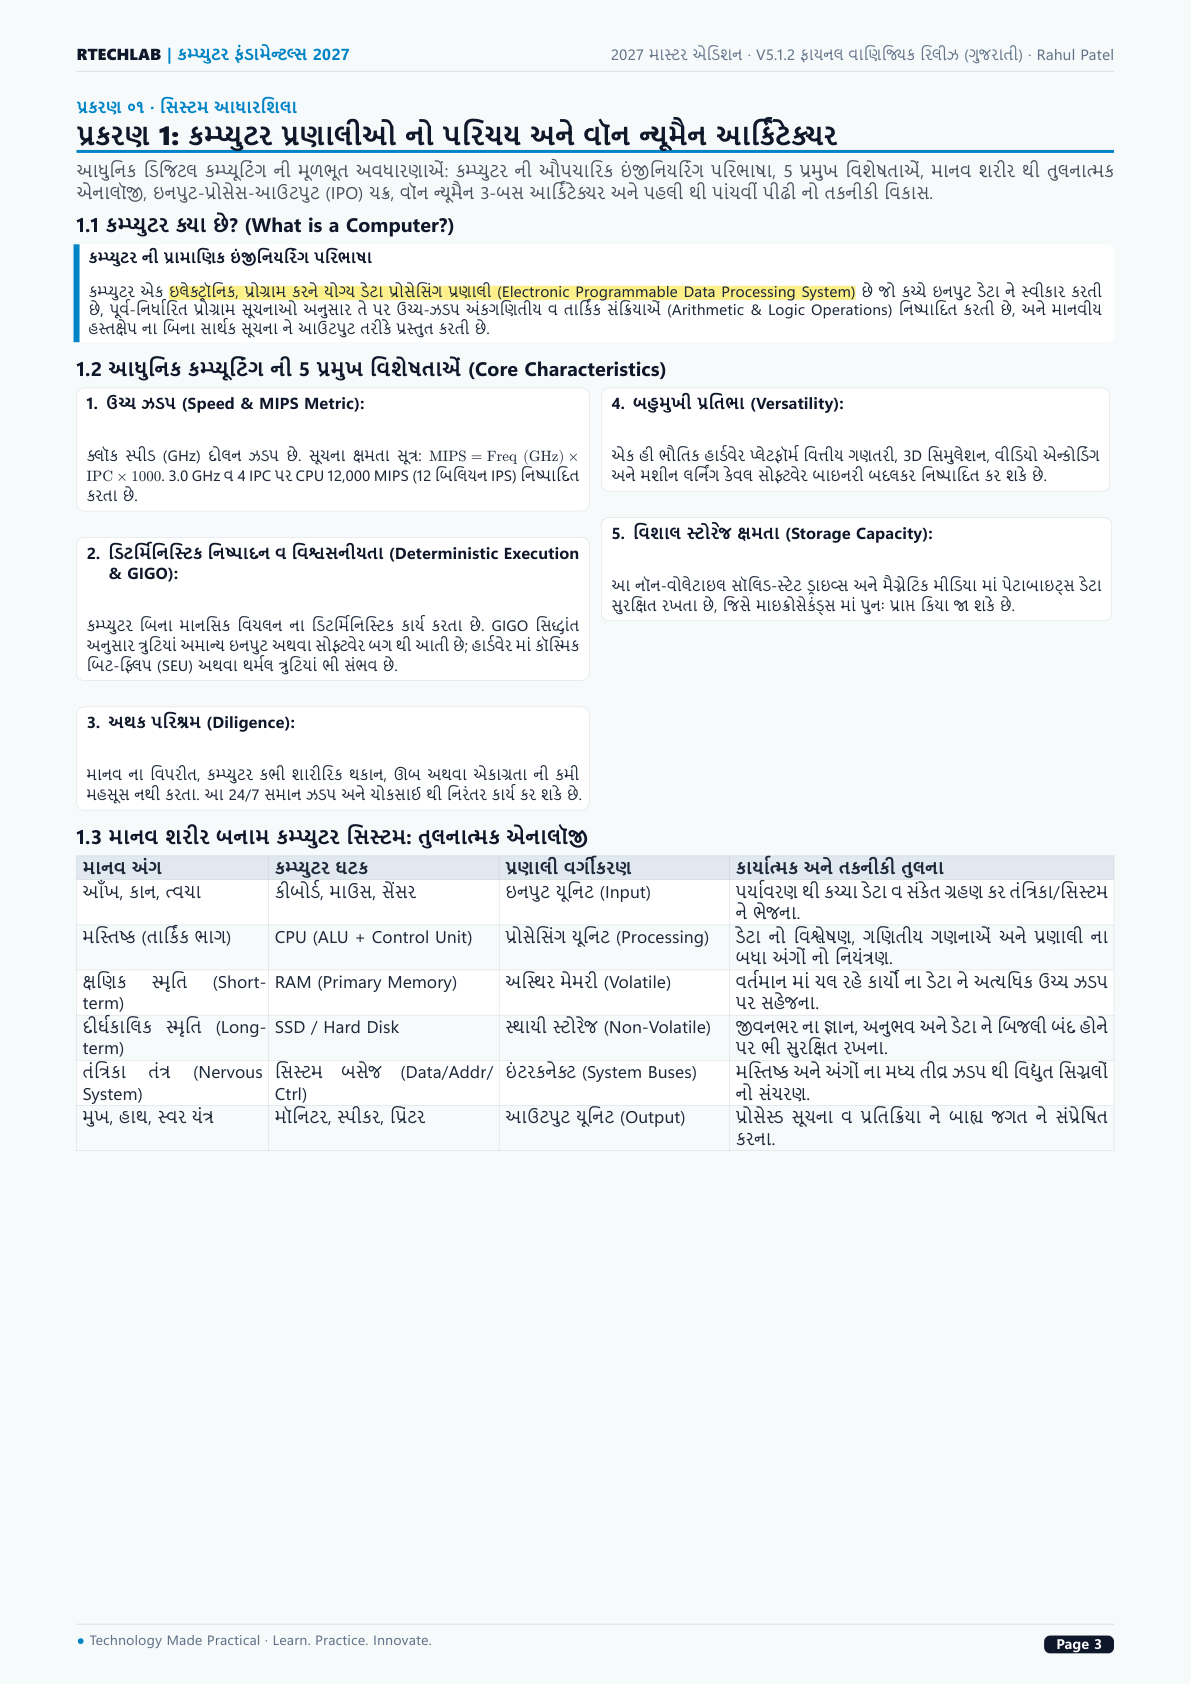 RTECHLAB | કમ્પ્યુટર ફંડામેન્ટલ્સ 2027
2027 માસ્ટર એડિશન · V5.1.2 ફાયનલ વાણિજ્યિક રિલીઝ (ગુજરાતી) · Rahul Patel
પ્રકરણ ૦૧ · સિસ્ટમ આધારશિલા
પ્રકરણ 1: કમ્પ્યુટર પ્રણાલીઓ નો પરિચય અને વૉન ન્યૂમૈન આર્કિટેક્ચર
આધુનિક ડિજિટલ કમ્પ્યૂટિંગ ની મૂળભૂત અવધારણાએં: કમ્પ્યુટર ની ઔપચારિક ઇંજીનિયરિંગ પરિભાષા, 5 પ્રમુખ વિશેષતાએં, માનવ શરીર થી તુલનાત્મક
એનાલૉજી, ઇનપુટ-પ્રોસેસ-આઉટપુટ (IPO) ચક્ર, વૉન ન્યૂમૈન 3-બસ આર્કિટેક્ચર અને પહલી થી પાંચવીં પીઢી નો તકનીકી વિકાસ.
1.1 કમ્પ્યુટર ક્યા છે? (What is a Computer?)
કમ્પ્યુટર ની પ્રામાણિક ઇંજીનિયરિંગ પરિભાષા
કમ્પ્યુટર એક ઇલેક્ટ્રૉનિક, પ્રોગ્રામ કરને યોગ્ય ડેટા પ્રોસેસિંગ પ્રણાલી (Electronic Programmable Data Processing System) છે જો કચ્ચે ઇનપુટ ડેટા ને સ્વીકાર કરતી
છે, પૂર્વ-નિર્ધારિત પ્રોગ્રામ સૂચનાઓ અનુસાર તે પર ઉચ્ચ-ઝડપ અંકગણિતીય વ તાર્કિક સંક્રિયાએં (Arithmetic & Logic Operations) નિષ્પાદિત કરતી છે, અને માનવીય
હસ્તક્ષેપ ના બિના સાર્થક સૂચના ને આઉટપુટ તરીકે પ્રસ્તુત કરતી છે.
1.2 આધુનિક કમ્પ્યૂટિંગ ની 5 પ્રમુખ વિશેષતાએં (Core Characteristics)
1. ઉચ્ચ ઝડપ (Speed & MIPS Metric):
ક્લૉક સ્પીડ (GHz) દોલન ઝડપ છે. સૂચના ક્ષમતા સૂત્ર: MIPS = Freq (GHz) ×
IPC × 1000. 3.0 GHz વ 4 IPC પર CPU 12,000 MIPS (12 બિલિયન IPS) નિષ્પાદિત
કરતા છે.
2. ડિટર્મિનિસ્ટિક નિષ્પાદન વ વિશ્વસનીયતા (Deterministic Execution
& GIGO):
કમ્પ્યુટર બિના માનસિક વિચલન ના ડિટર્મિનિસ્ટિક કાર્ય કરતા છે. GIGO સિદ્ધાંત
અનુસાર ત્રુટિયાં અમાન્ય ઇનપુટ અથવા સોફ્ટવેર બગ થી આતી છે; હાર્ડવેર માં કૉસ્મિક
બિટ-ફ્લિપ (SEU) અથવા થર્મલ ત્રુટિયાં ભી સંભવ છે.
3. અથક પરિશ્રમ (Diligence):
માનવ ના વિપરીત, કમ્પ્યુટર કભી શારીરિક થકાન, ઊબ અથવા એકાગ્રતા ની કમી
મહસૂસ નથી કરતા. આ 24/7 સમાન ઝડપ અને ચોકસાઈ થી નિરંતર કાર્ય કર શકે છે.
4. બહુમુખી પ્રતિભા (Versatility):
એક હી ભૌતિક હાર્ડવેર પ્લેટફૉર્મ વિત્તીય ગણતરી, 3D સિમુલેશન, વીડિયો એન્કોડિંગ
અને મશીન લર્નિંગ કેવલ સોફ્ટવેર બાઇનરી બદલકર નિષ્પાદિત કર શકે છે.
5. વિશાલ સ્ટોરેજ ક્ષમતા (Storage Capacity):
આ નૉન-વોલેટાઇલ સૉલિડ-સ્ટેટ ડ્રાઇવ્સ અને મૈગ્નેટિક મીડિયા માં પેટાબાઇટ્સ ડેટા
સુરક્ષિત રખતા છે, જિસે માઇક્રોસેકંડ્સ માં પુનઃ પ્રાપ્ત કિયા જા શકે છે.
1.3 માનવ શરીર બનામ કમ્પ્યુટર સિસ્ટમ: તુલનાત્મક એનાલૉજી
માનવ અંગ
કમ્પ્યુટર ઘટક
પ્રણાલી વર્ગીકરણ
કાર્યાત્મક અને તકનીકી તુલના
આઁખ, કાન, ત્વચા
કીબોર્ડ, માઉસ, સેંસર
ઇનપુટ યૂનિટ (Input)
પર્યાવરણ થી કચ્ચા ડેટા વ સંકેત ગ્રહણ કર તંત્રિકા/સિસ્ટમ
ને ભેજના.
મસ્તિષ્ક (તાર્કિક ભાગ)
CPU (ALU + Control Unit)
પ્રોસેસિંગ યૂનિટ (Processing)
ડેટા નો વિશ્લેષણ, ગણિતીય ગણનાએં અને પ્રણાલી ના
બધા અંગોં નો નિયંત્રણ.
ક્ષણિક સ્મૃતિ (Short-
term)
RAM (Primary Memory)
અસ્થિર મેમરી (Volatile)
વર્તમાન માં ચલ રહે કાર્યોં ના ડેટા ને અત્યધિક ઉચ્ચ ઝડપ
પર સહેજના.
દીર્ઘકાલિક સ્મૃતિ (Long-
term)
SSD / Hard Disk
સ્થાયી સ્ટોરેજ (Non-Volatile)
જીવનભર ના જ્ઞાન, અનુભવ અને ડેટા ને બિજલી બંદ હોને
પર ભી સુરક્ષિત રખના.
તંત્રિકા તંત્ર (Nervous
System)
સિસ્ટમ બસેજ (Data/Addr/
Ctrl)
ઇંટરકનેક્ટ (System Buses)
મસ્તિષ્ક અને અંગોં ના મધ્ય તીવ્ર ઝડપ થી વિદ્યુત સિગ્નલોં
નો સંચરણ.
મુખ, હાથ, સ્વર યંત્ર
મૉનિટર, સ્પીકર, પ્રિંટર
આઉટપુટ યૂનિટ (Output)
પ્રોસેસ્ડ સૂચના વ પ્રતિક્રિયા ને બાહ્ય જગત ને સંપ્રેષિત
કરના.
• Technology Made Practical · Learn. Practice. Innovate.
Page 3